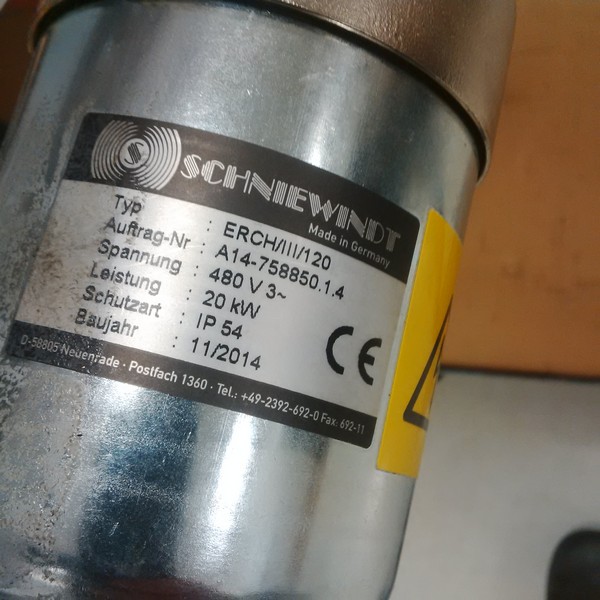 S SCHNIEWINDT
Made in Germany
Typ : ERCH/III/120
Auftrag-Nr : A14-758850.1.4
Spannung : 480 V 3~
Leistung : 20 kW
Schutzart : IP 54
Baujahr : 11/2014
CE
D-58805 Neuenrade · Postfach 1360 · Tel.: +49-2392-692-0 Fax: 692-11